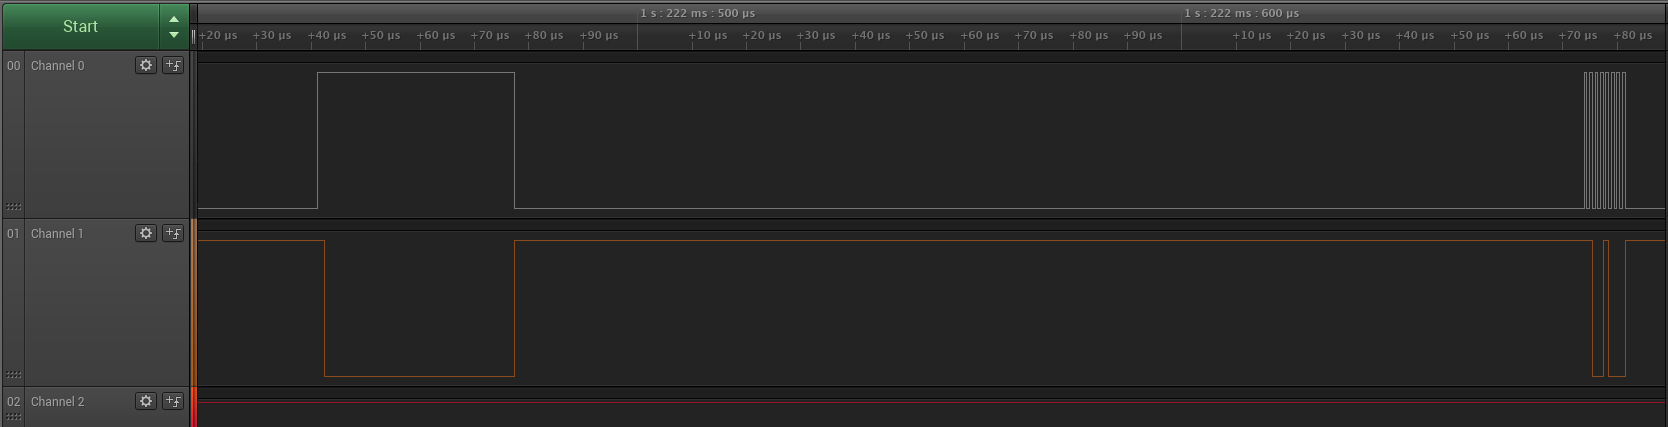 Start
1 s : 222 ms : 500 µs 1 s : 222 ms : 600 µs
+20 µs +30 µs +40 µs +50 µs +60 µs +70 µs +80 µs +90 µs +10 µs +20 µs +30 µs +40 µs +50 µs +60 µs +70 µs +80 µs +90 µs +10 µs +20 µs +30 µs +40 µs +50 µs +60 µs +70 µs +80 µs
00 Channel 0
01 Channel 1
02 Channel 2